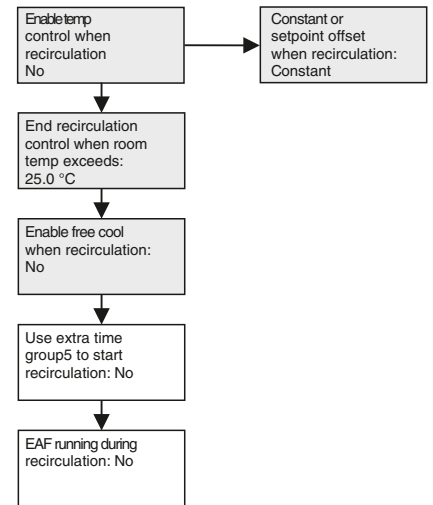 Enable temp
control when
recirculation
No
Constant or
setpoint offset
when recirculation:
Constant
End recirculation
control when room
temp exceeds:
25.0 °C
Enable free cool
when recirculation:
No
Use extra time
group5 to start
recirculation: No
EAF running during
recirculation: No